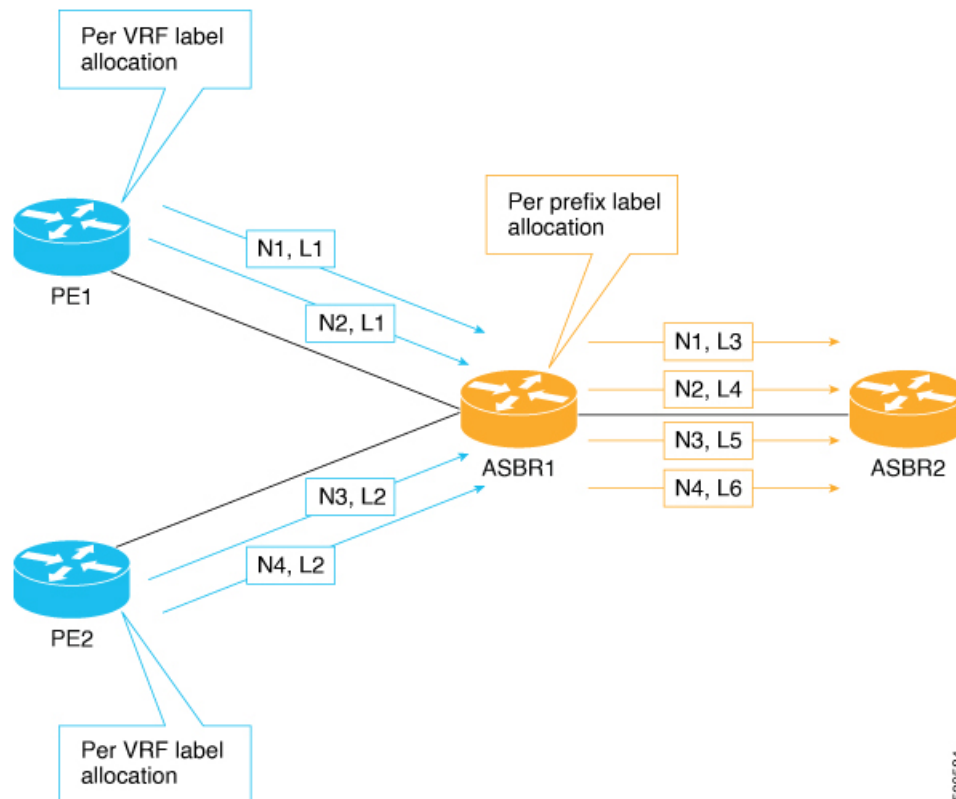 Per VRF label
allocation
PE1
N1, L1
N2, L1
Per prefix label
allocation
N1, L3
N2, L4
ASBR1
ASBR2
N3, L5
N4, L6
N3, L2
N4, L2
PE2
Per VRF label
allocation